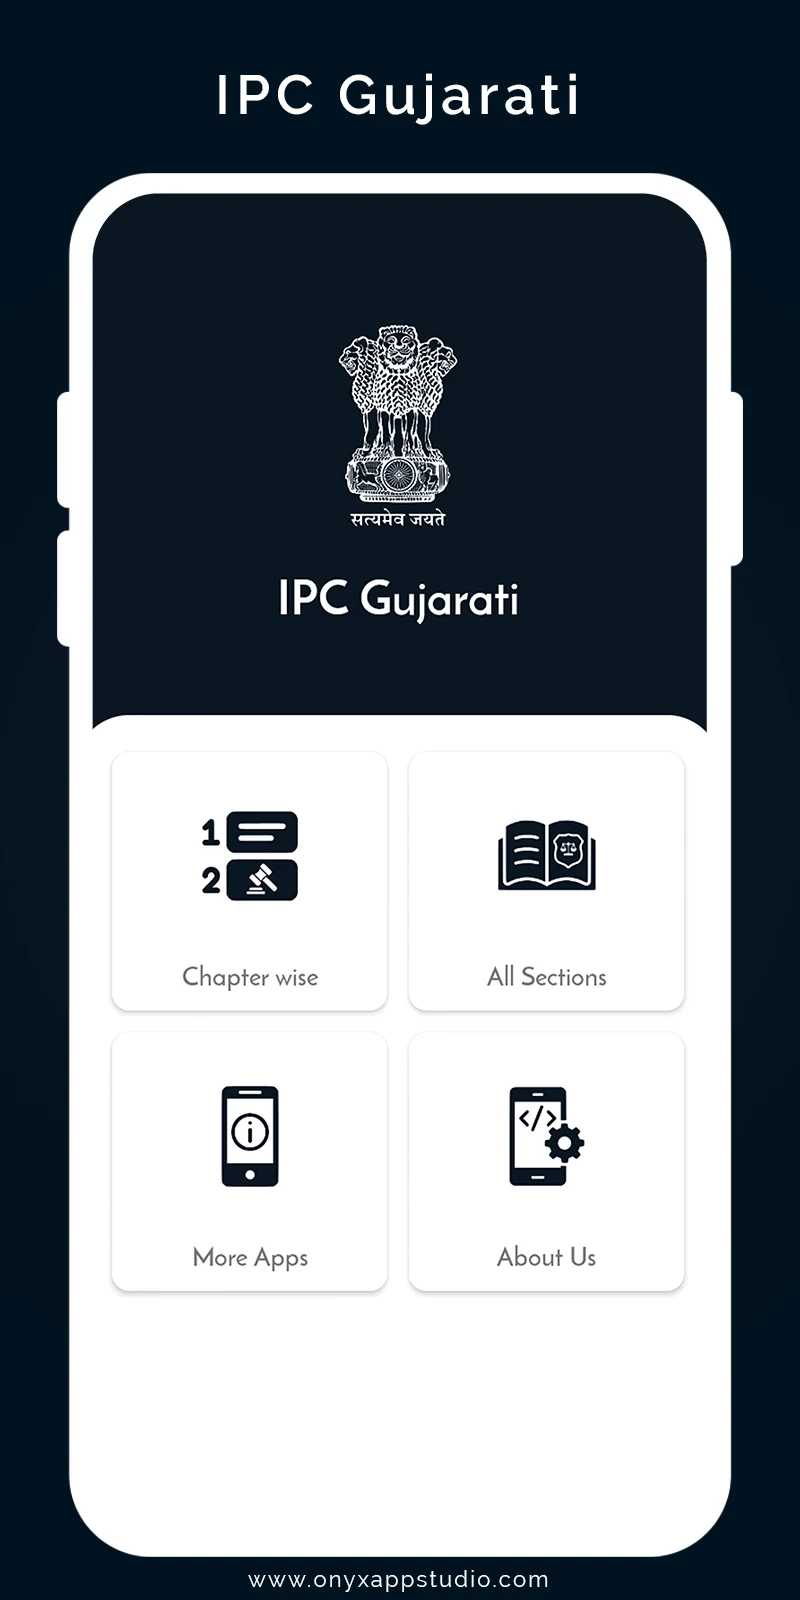 IPC Gujarati
सत्यमेव जयते
IPC Gujarati
1
2
Chapter wise
All Sections
i
</>
More Apps
About Us
www.onyxappstudio.com